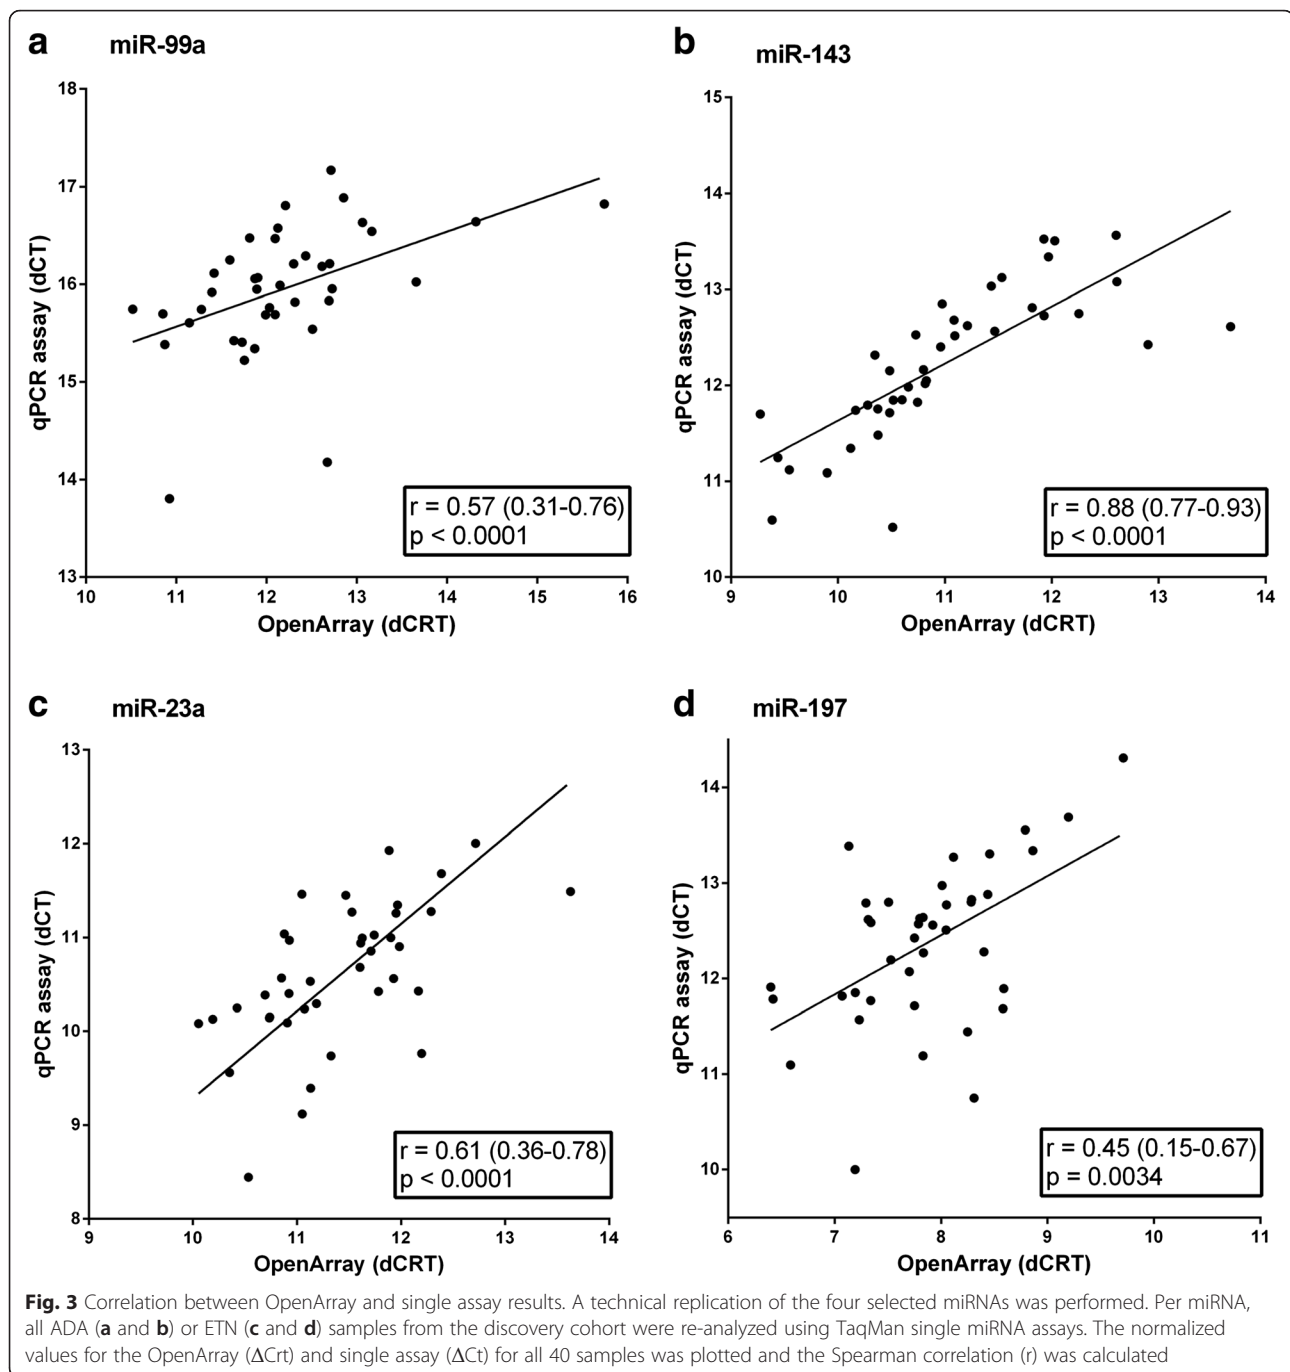 a
miR-99a
18
17
16
15
14
13
qPCR assay (dCT)
r = 0.57 (0.31-0.76)
p < 0.0001
10 11 12 13 14 15 16
OpenArray (dCRT)
b
miR-143
15
14
13
12
11
10
qPCR assay (dCT)
r = 0.88 (0.77-0.93)
p < 0.0001
9 10 11 12 13 14
OpenArray (dCRT)
c
miR-23a
13
12
11
10
9
8
qPCR assay (dCT)
r = 0.61 (0.36-0.78)
p < 0.0001
9 10 11 12 13 14
OpenArray (dCRT)
d
miR-197
14
13
12
11
10
qPCR assay (dCT)
r = 0.45 (0.15-0.67)
p = 0.0034
6 7 8 9 10 11
OpenArray (dCRT)
Fig. 3 Correlation between OpenArray and single assay results. A technical replication of the four selected miRNAs was performed. Per miRNA,
all ADA (a and b) or ETN (c and d) samples from the discovery cohort were re-analyzed using TaqMan single miRNA assays. The normalized
values for the OpenArray (ΔCrt) and single assay (ΔCt) for all 40 samples was plotted and the Spearman correlation (r) was calculated